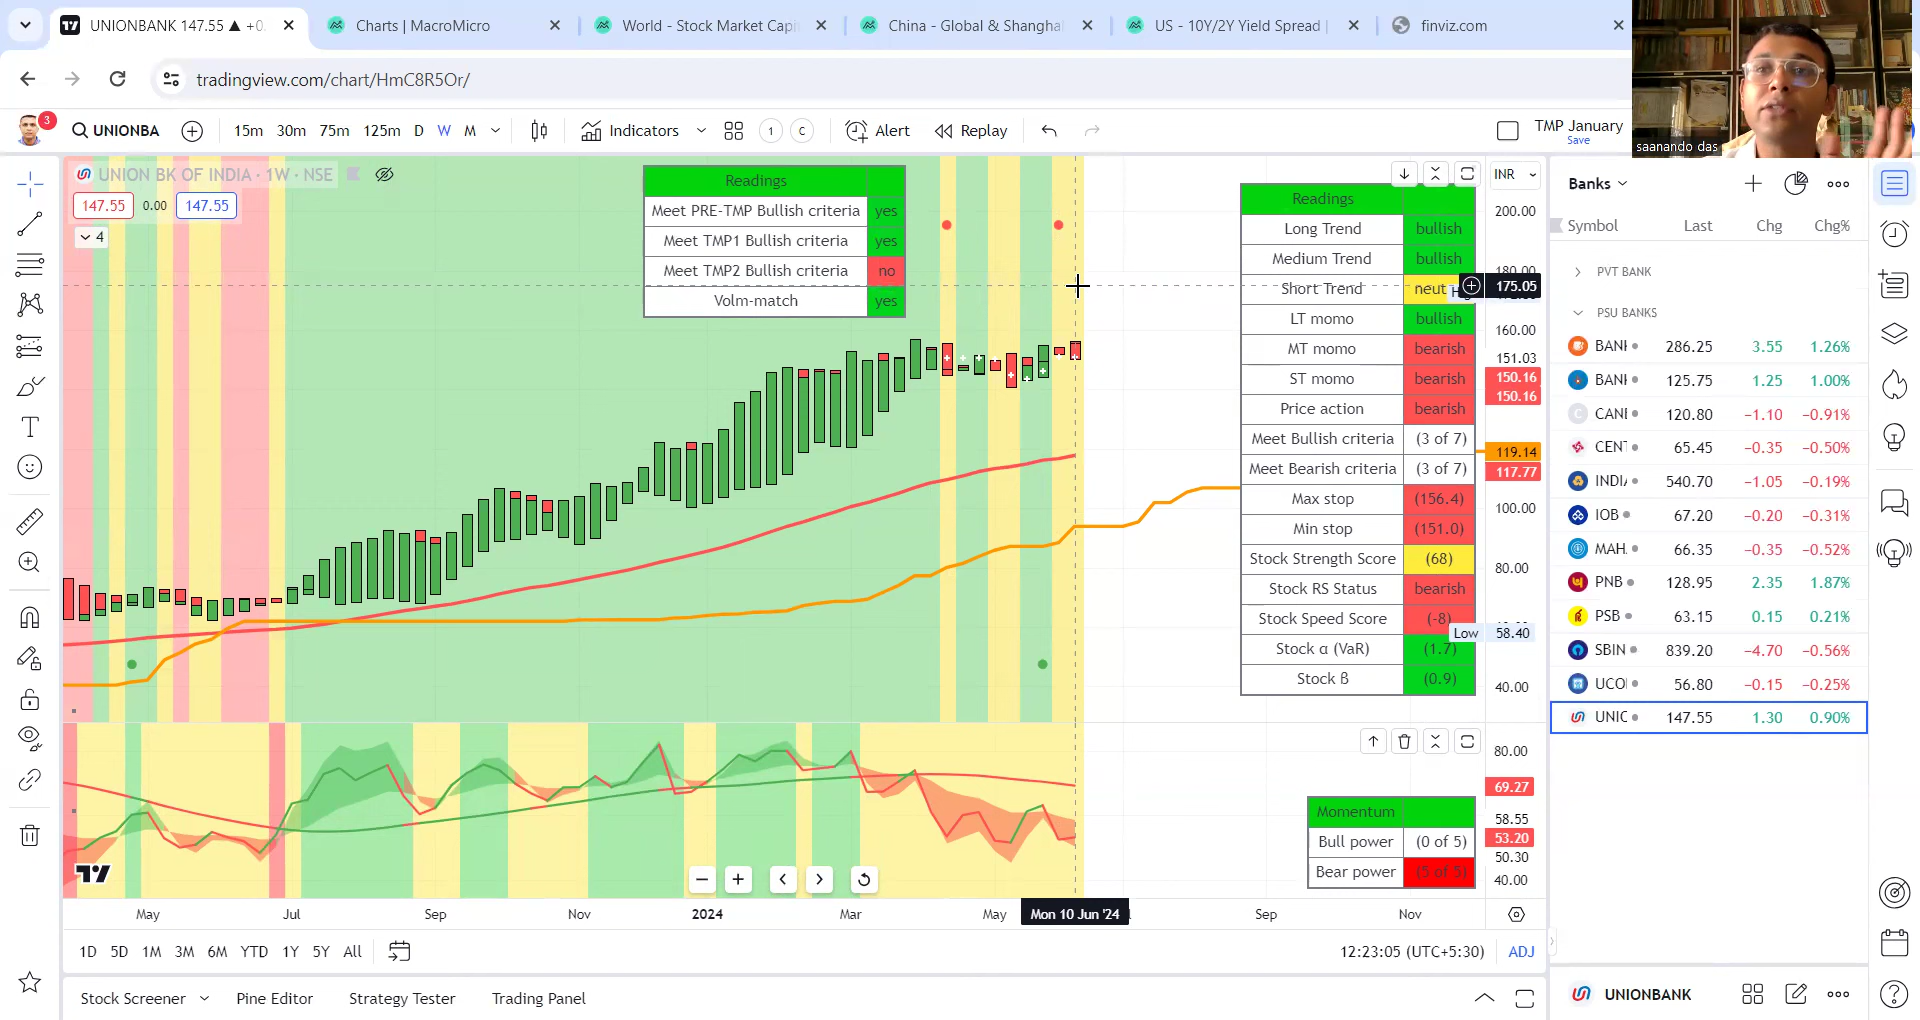 UNIONBANK 147.55 ▲ +0.
Charts | MacroMicro
World - Stock Market Capi
China - Global & Shanghai
US - 10Y/2Y Yield Spread |
finviz.com
tradingview.com/chart/HmC8R5Or/
3
UNIONBA
15m 30m 75m 125m D W M
Indicators
1
C
Alert
Replay
TMP January
Save
saanando das
UNION BK OF INDIA · 1W · NSE
147.55 0.00 147.55
4
Readings
Meet PRE-TMP Bullish criteria yes
Meet TMP1 Bullish criteria yes
Meet TMP2 Bullish criteria no
Volm-match yes
Readings
Long Trend bullish
Medium Trend bullish
Short Trend neut
LT momo bullish
MT momo bearish
ST momo bearish
Price action bearish
Meet Bullish criteria (3 of 7)
Meet Bearish criteria (3 of 7)
Max stop (156.4)
Min stop (151.0)
Stock Strength Score (68)
Stock RS Status bearish
Stock Speed Score (-8)
Stock α (VaR) (1.7)
Stock ß (0.9)
INR
200.00
180.00
175.05
160.00
151.03
150.16
150.16
119.14
117.77
100.00
80.00
Low 58.40
40.00
80.00
69.27
58.55
53.20
50.30
40.00
Momentum
Bull power (0 of 5)
Bear power (5 of 5)
May Jul Sep Nov 2024 Mar May Mon 10 Jun '24 Sep Nov
1D 5D 1M 3M 6M YTD 1Y 5Y All
12:23:05 (UTC+5:30) ADJ
Stock Screener Pine Editor Strategy Tester Trading Panel
Banks
Symbol Last Chg Chg%
PVT BANK
PSU BANKS
BANK 286.25 3.55 1.26%
BANK 125.75 1.25 1.00%
CANE 120.80 −1.10 −0.91%
CENT 65.45 −0.35 −0.50%
INDIA 540.70 −1.05 −0.19%
IOB 67.20 −0.20 −0.31%
MAH 66.35 −0.35 −0.52%
PNB 128.95 2.35 1.87%
PSB 63.15 0.15 0.21%
SBIN 839.20 −4.70 −0.56%
UCO 56.80 −0.15 −0.25%
UNIC 147.55 1.30 0.90%
UNIONBANK